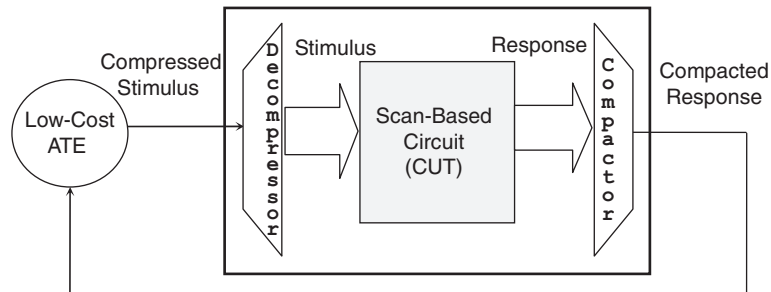 Compressed
Stimulus
Low-Cost
ATE
Decompressor
Stimulus
Scan-Based
Circuit
(CUT)
Response
Compactor
Compacted
Response